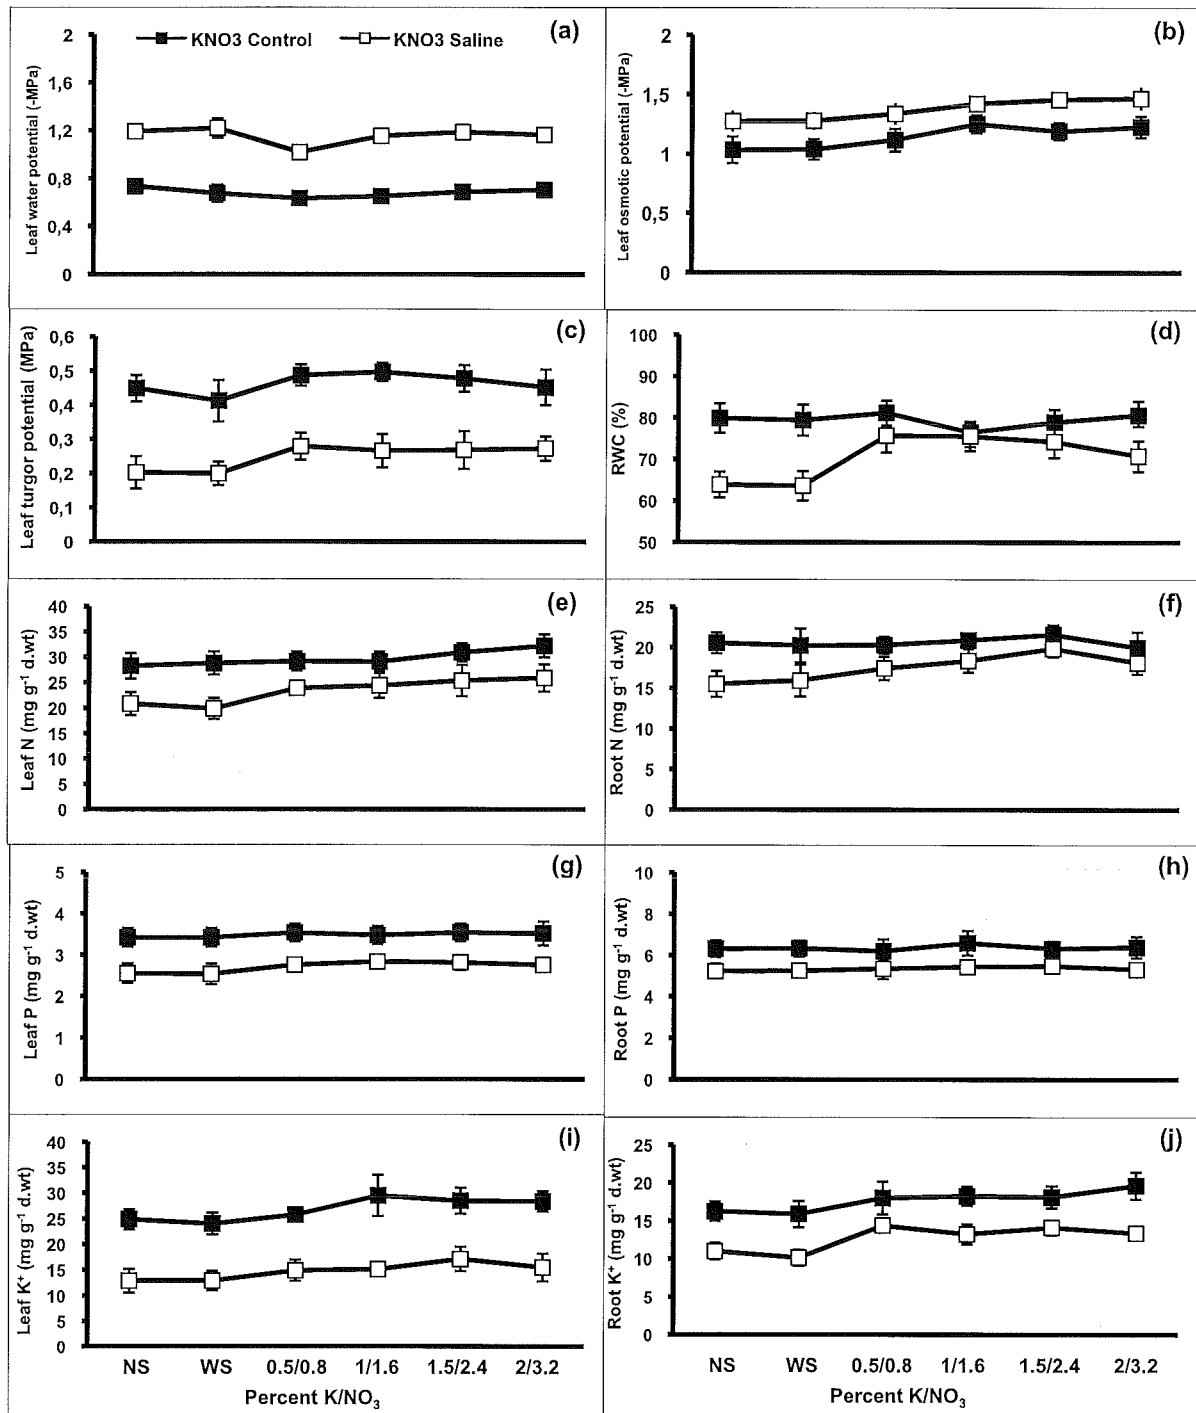 KNO3 Control
KNO3 Saline
(a)
Leaf water potential (-MPa)
2
1,6
1,2
0,8
0,4
0
(b)
Leaf osmotic potential (-MPa)
2
1,5
1
0,5
0
(c)
Leaf turgor potential (MPa)
0,6
0,5
0,4
0,3
0,2
0,1
0
(d)
RWC (%)
100
90
80
70
60
50
(e)
Leaf N (mg g⁻¹ d.wt)
40
35
30
25
20
15
10
5
0
(f)
Root N (mg g⁻¹ d.wt)
25
20
15
10
5
0
(g)
Leaf P (mg g⁻¹ d.wt)
5
4
3
2
1
0
(h)
Root P (mg g⁻¹ d.wt)
10
8
6
4
2
0
(i)
Leaf K⁺ (mg g⁻¹ d.wt)
40
35
30
25
20
15
10
5
0
NS WS 0.5/0.8 1/1.6 1.5/2.4 2/3.2
Percent K/NO₃
(j)
Root K⁺ (mg g⁻¹ d.wt)
25
20
15
10
5
0
NS WS 0.5/0.8 1/1.6 1.5/2.4 2/3.2
Percent K/NO₃